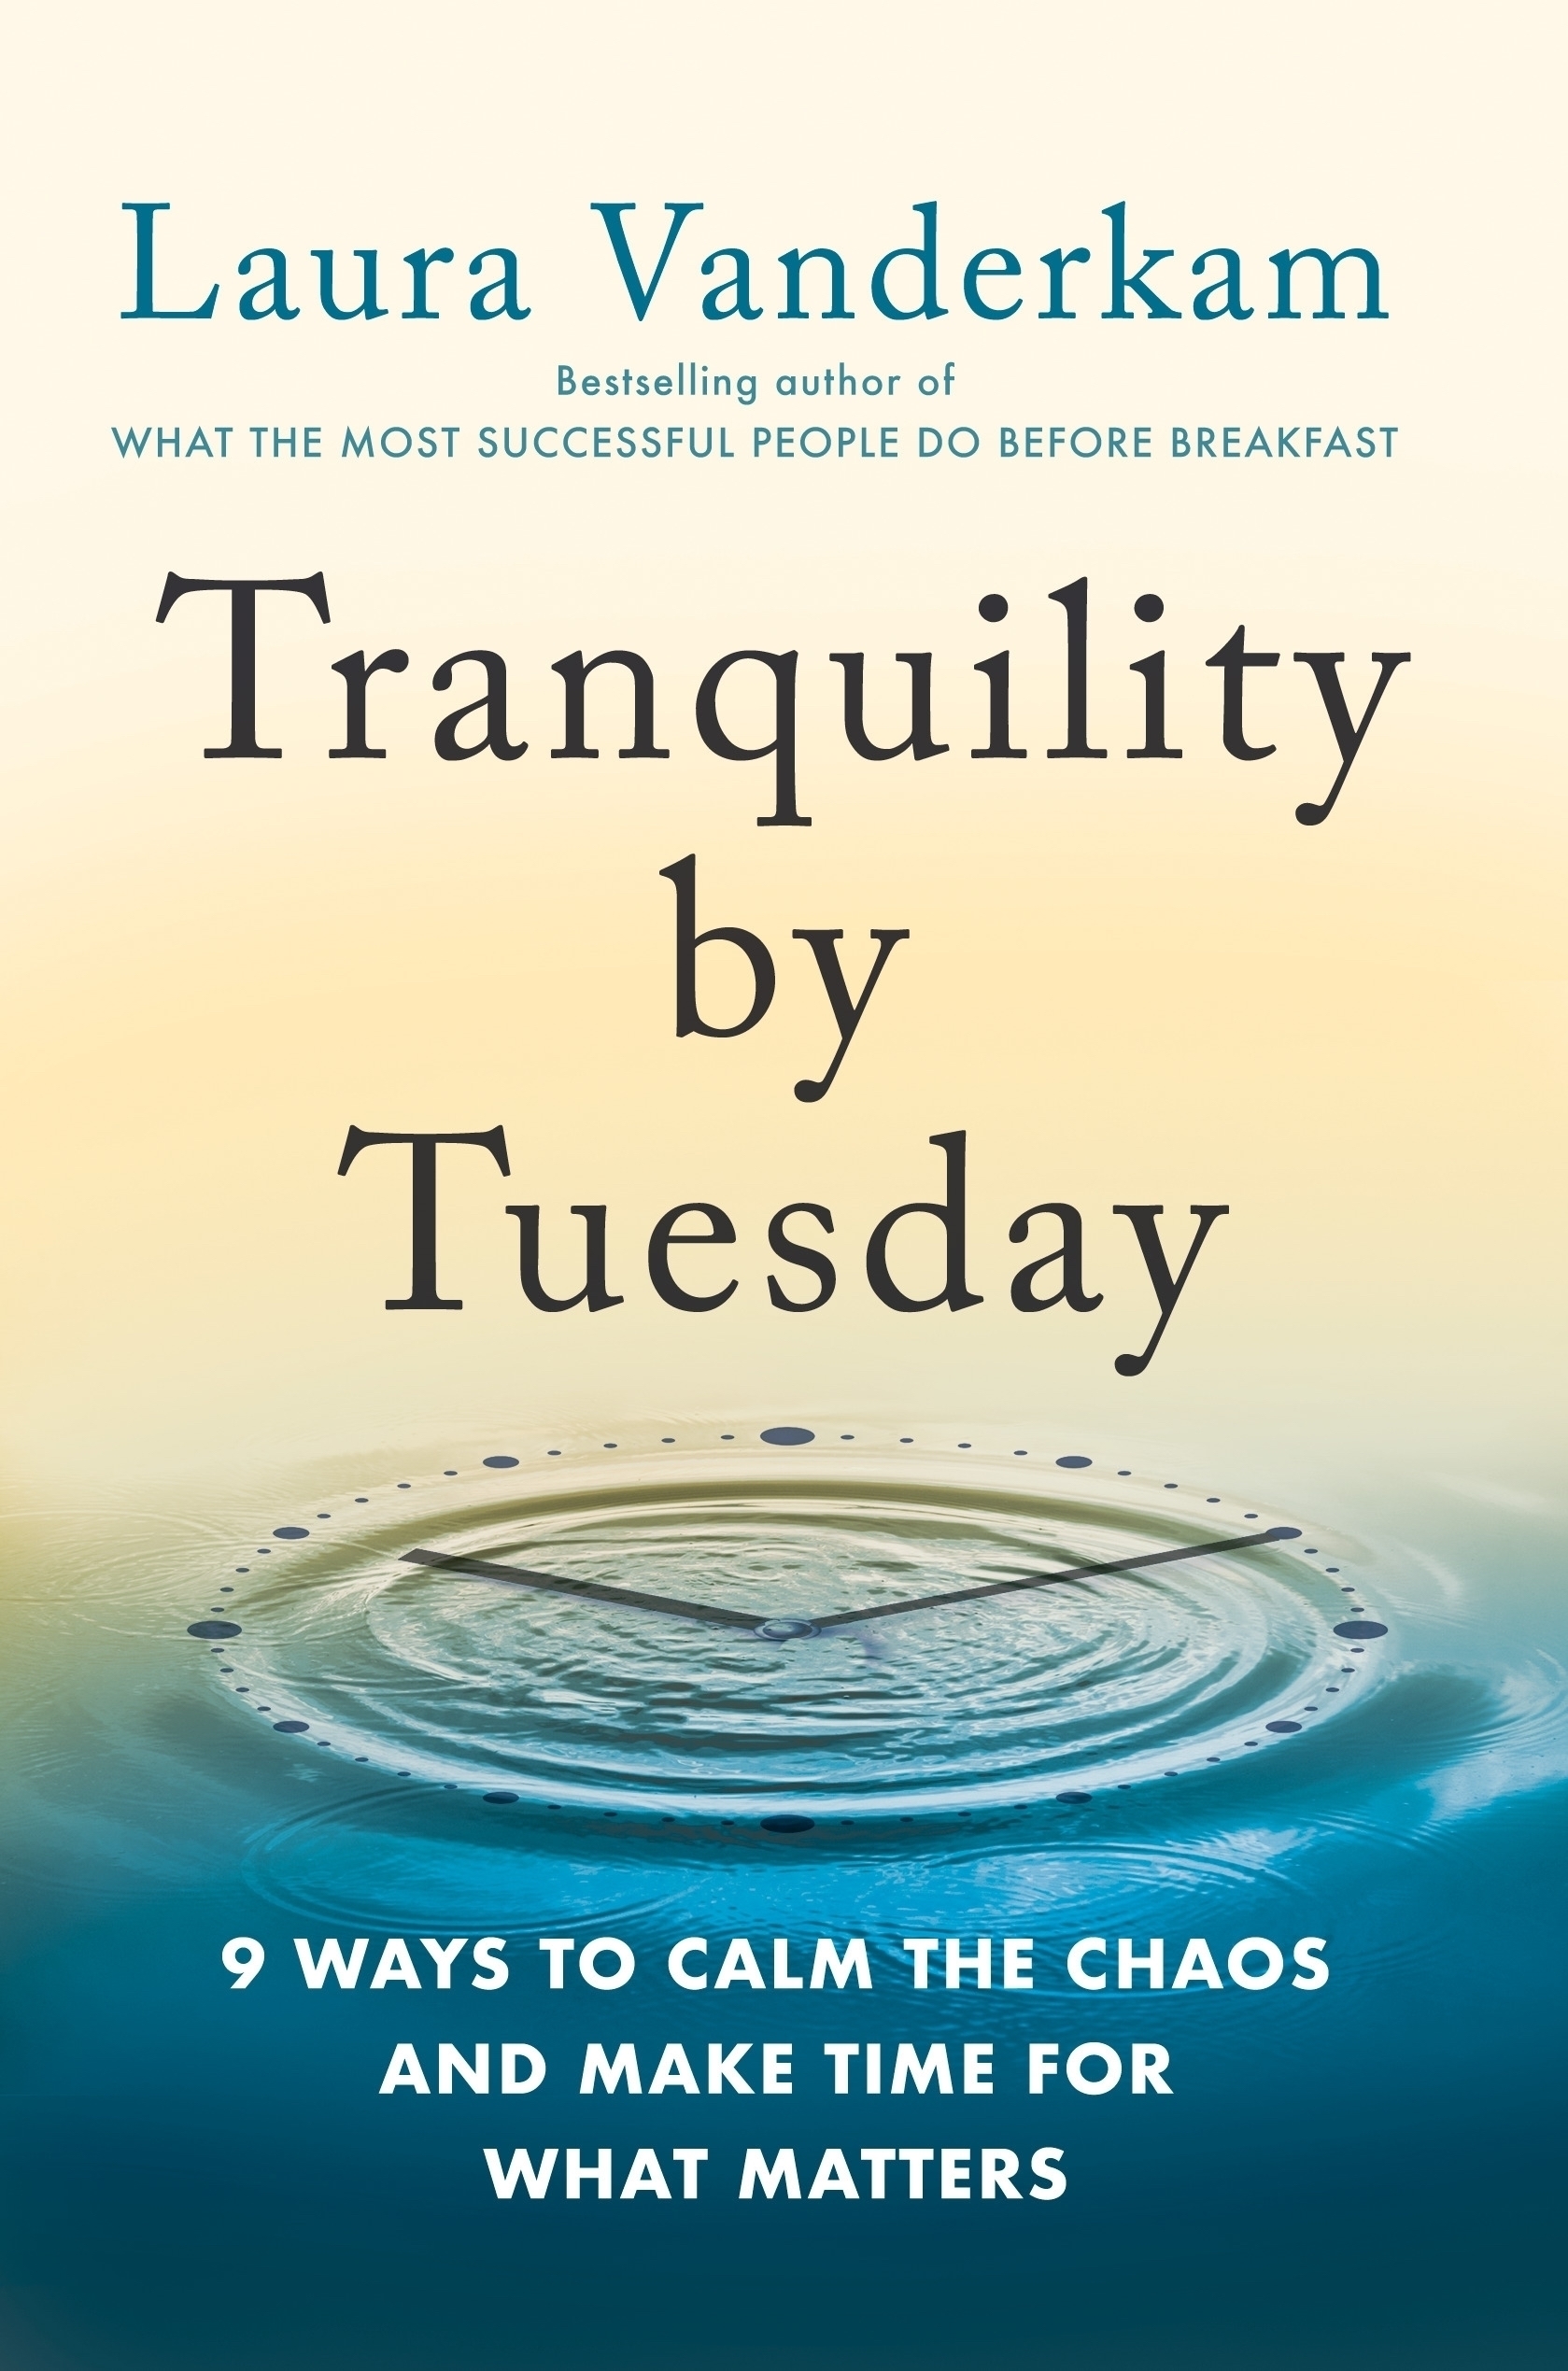 Laura Vanderkam
Bestselling author of
WHAT THE MOST SUCCESSFUL PEOPLE DO BEFORE BREAKFAST
Tranquility
by
Tuesday
9 WAYS TO CALM THE CHAOS
AND MAKE TIME FOR
WHAT MATTERS